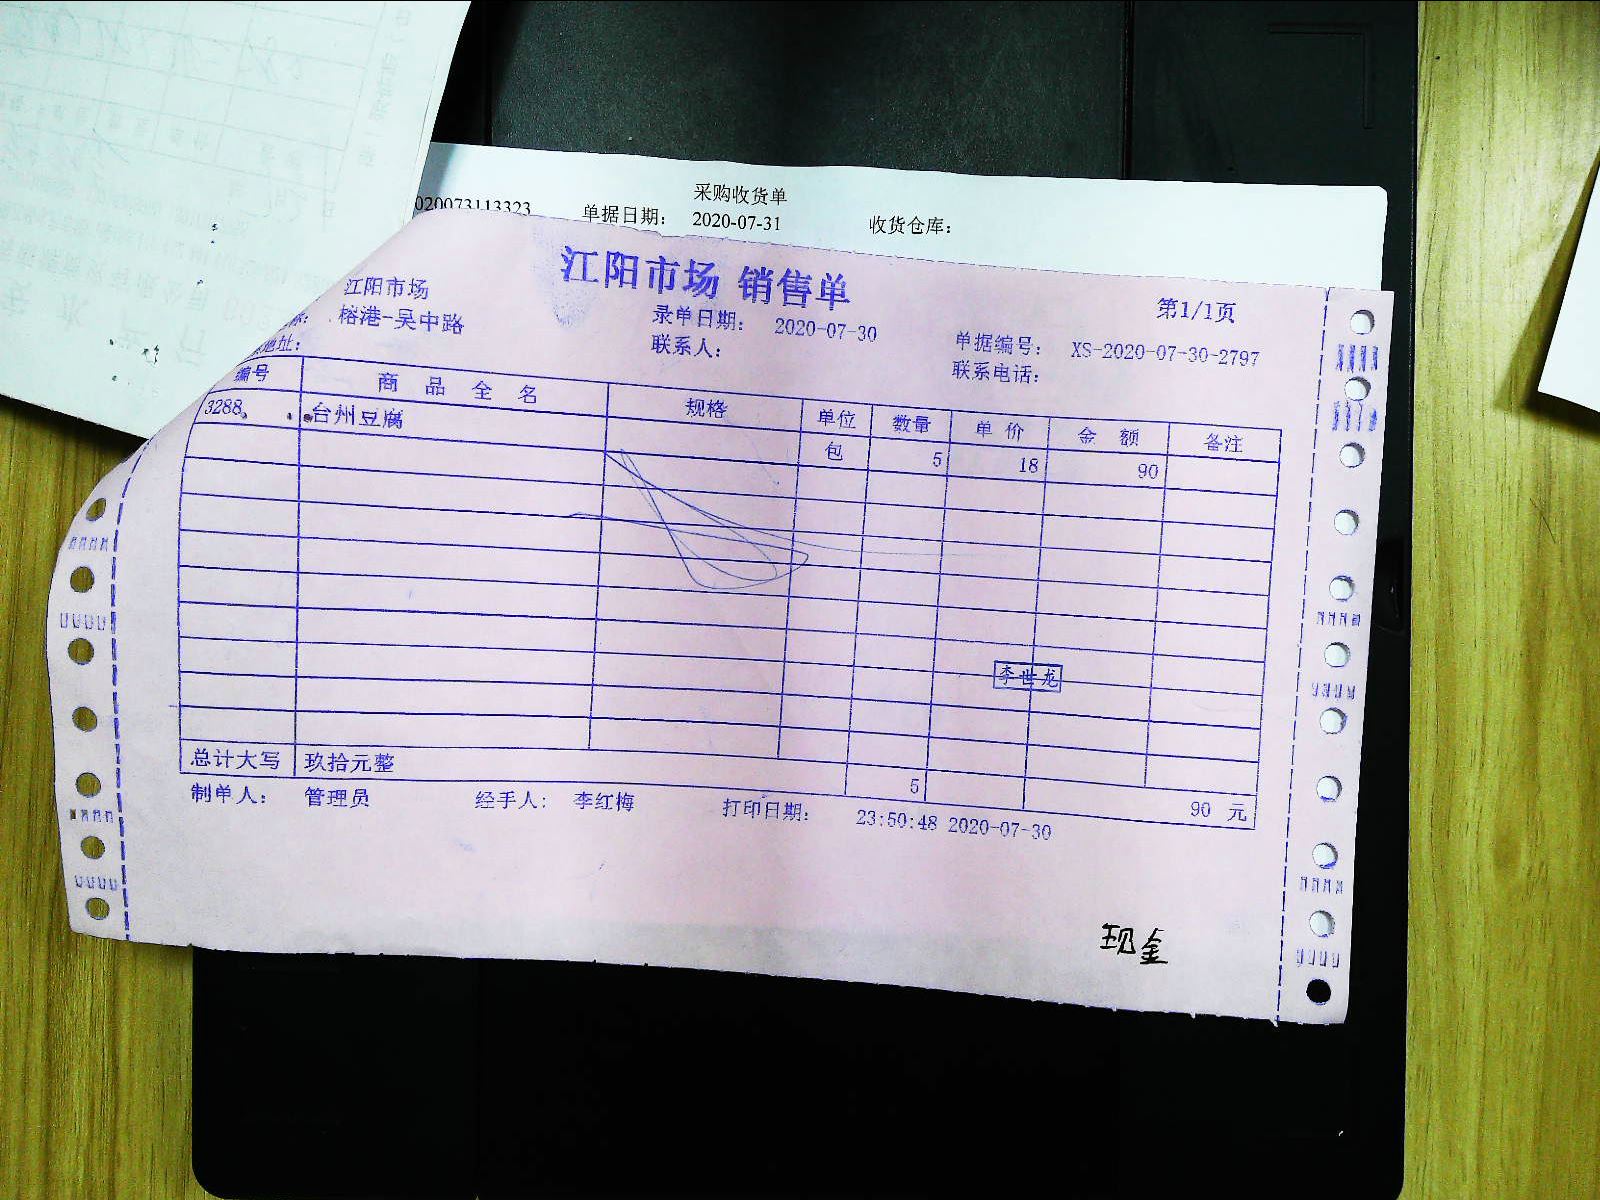 采购收货单
020073113323 单据日期： 2020-07-31 收货仓库：
江阳市场 销售单
江阳市场 第1/1页
称： 榕港-吴中路 录单日期： 2020-07-30 单据编号： XS-2020-07-30-2797
地址： 联系人： 联系电话：
编号 商品全名 规格 单位 数量 单价 金额 备注
3288 台州豆腐 包 5 18 90
李世龙
总计大写 玖拾元整 5 90 元
制单人： 管理员 经手人： 李红梅 打印日期： 23:50:48 2020-07-30
现金